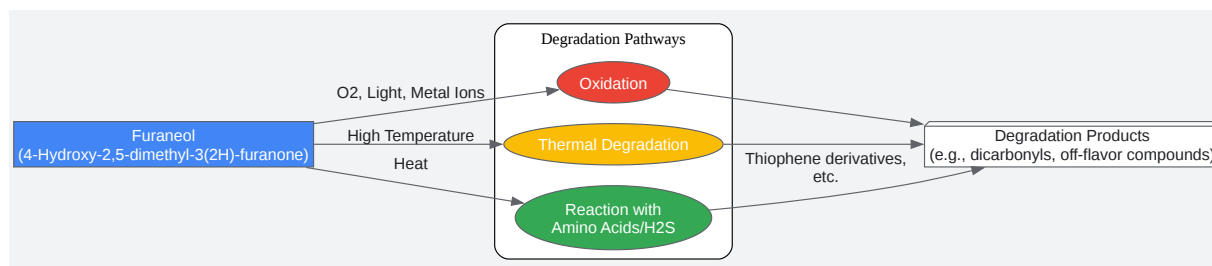 Degradation Pathways
Oxidation
O2, Light, Metal Ions
Furaneol
(4-Hydroxy-2,5-dimethyl-3(2H)-furanone)
High Temperature
Thermal Degradation
Degradation Products
(e.g., dicarbonyls, off-flavor compounds)
Heat
Thiophene derivatives,
etc.
Reaction with
Amino Acids/H2S